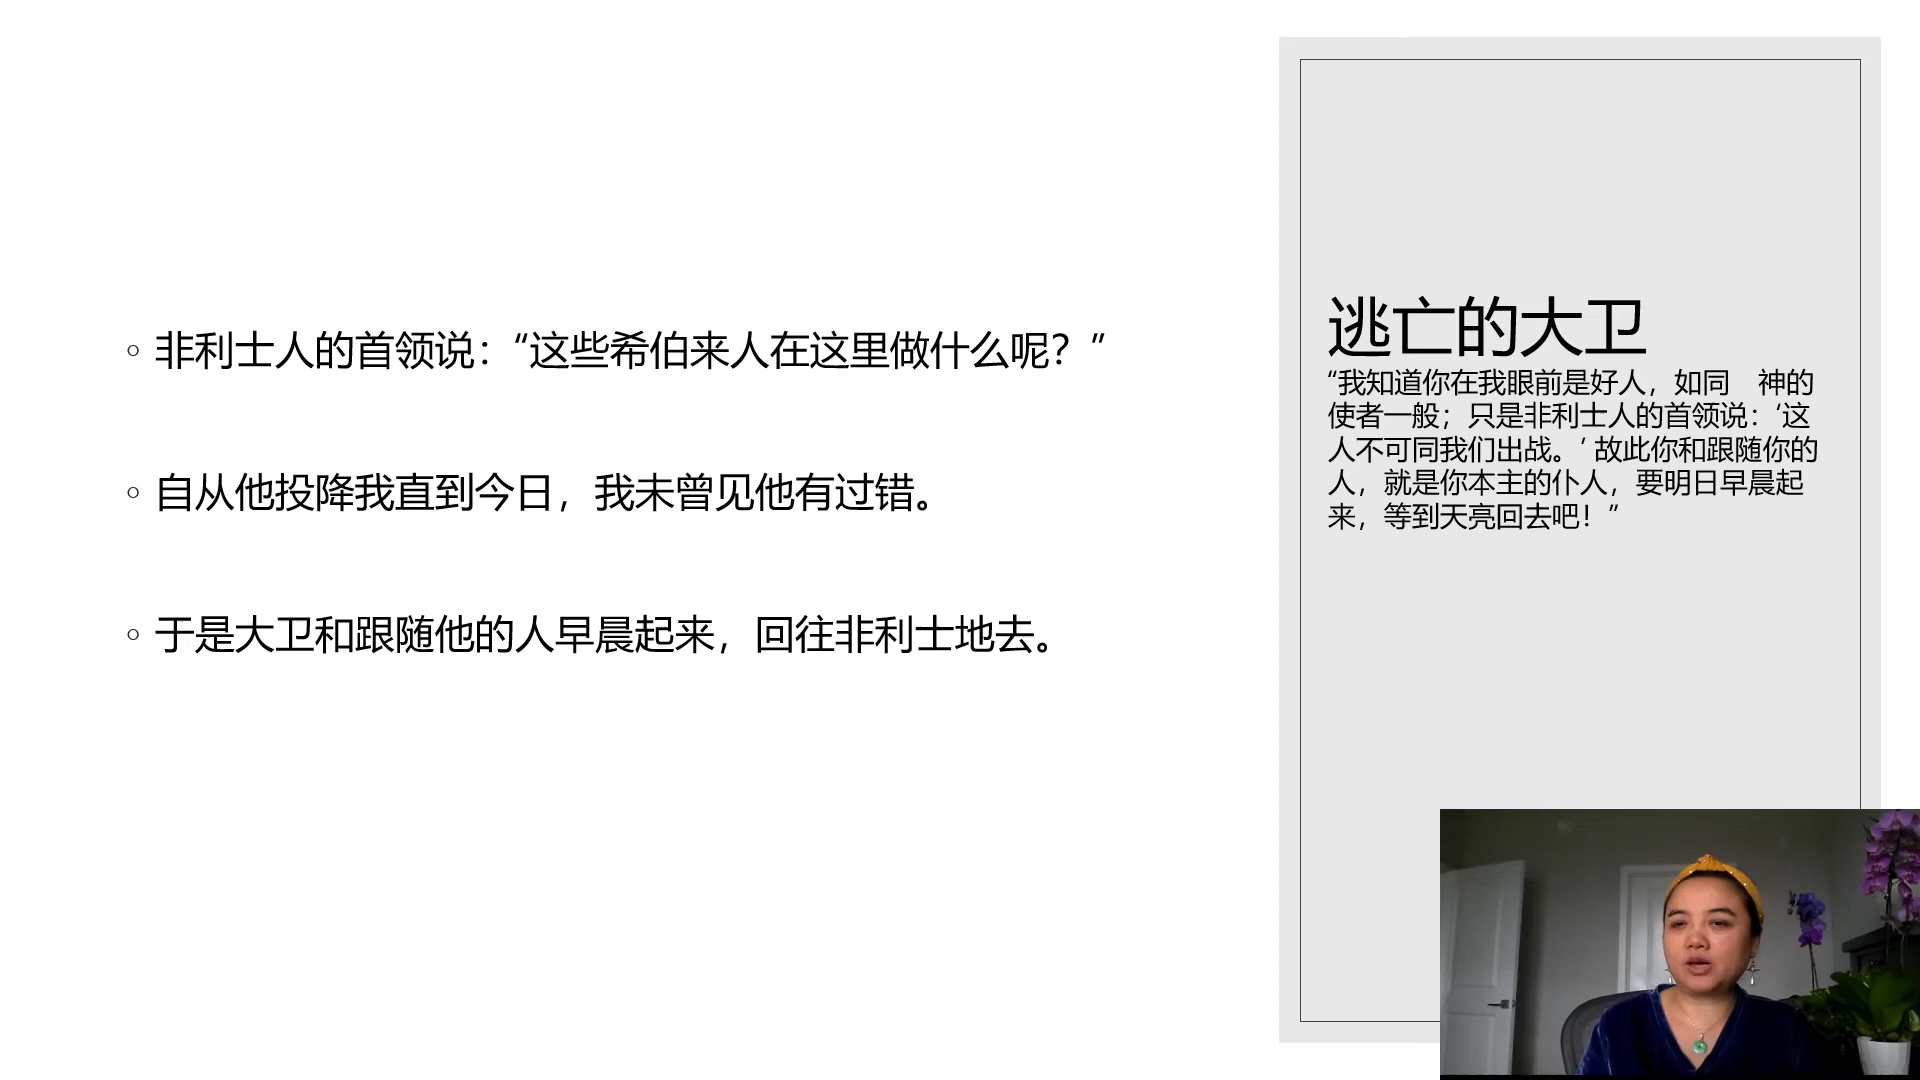 非利士人的首领说：“这些希伯来人在这里做什么呢？”
自从他投降我直到今日，我未曾见他有过错。
于是大卫和跟随他的人早晨起来，回往非利士地去。
逃亡的大卫
“我知道你在我眼前是好人，如同　神的
使者一般；只是非利士人的首领说：‘这
人不可同我们出战。’故此你和跟随你的
人，就是你本主的仆人，要明日早晨起
来，等到天亮回去吧！”